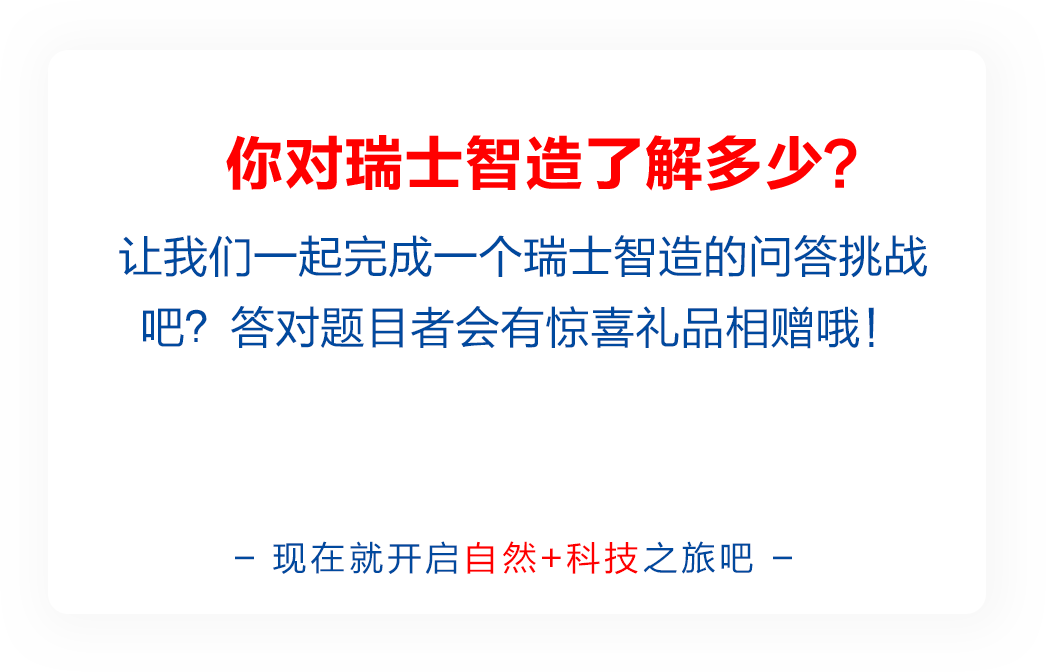 你对瑞士智造了解多少？
让我们一起完成一个瑞士智造的问答挑战
吧？答对题目者会有惊喜礼品相赠哦！
– 现在就开启自然+科技之旅吧 –